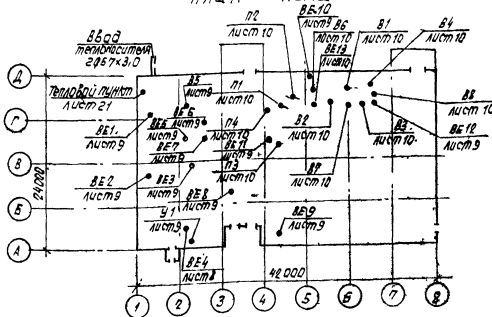 П2
лист 10
ВЕ10
лист 9
В6
лист 10
ВЕ13
лист 10
В1
лист 10
В4
лист 10
Ввод
теплоносителя
2Ø57×3,0
Тепловой пункт
лист 21
В5
лист 9
П1
лист 10
ВЕ1
лист 9
ВЕ6
лист 9
П4
лист 10
В2
лист 10
В8
лист 10
В3
лист 10
ВЕ12
лист 9
ВЕ7
лист 9
ВЕ11
лист 9
П3
лист 10
В7
лист 10
ВЕ2
лист 9
ВЕ3
лист 9
ВЕ8
лист 9
У1
лист 9
ВЕ9
лист 9
ВЕ4
Д
Г
В
Б
А
24000
42000
1 2 3 4 5 6 7 8